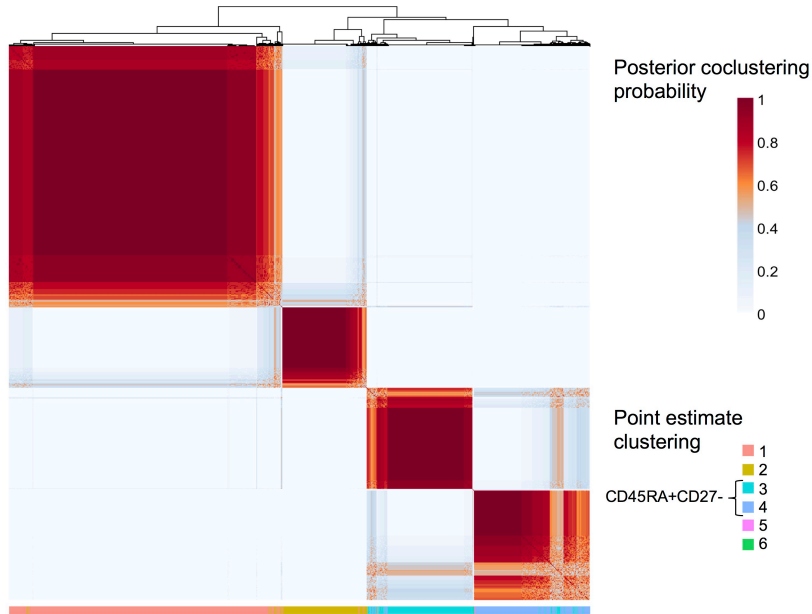 Posterior coclustering
probability
1
0.8
0.6
0.4
0.2
0
Point estimate
clustering
1
2
CD45RA+CD27-
3
4
5
6